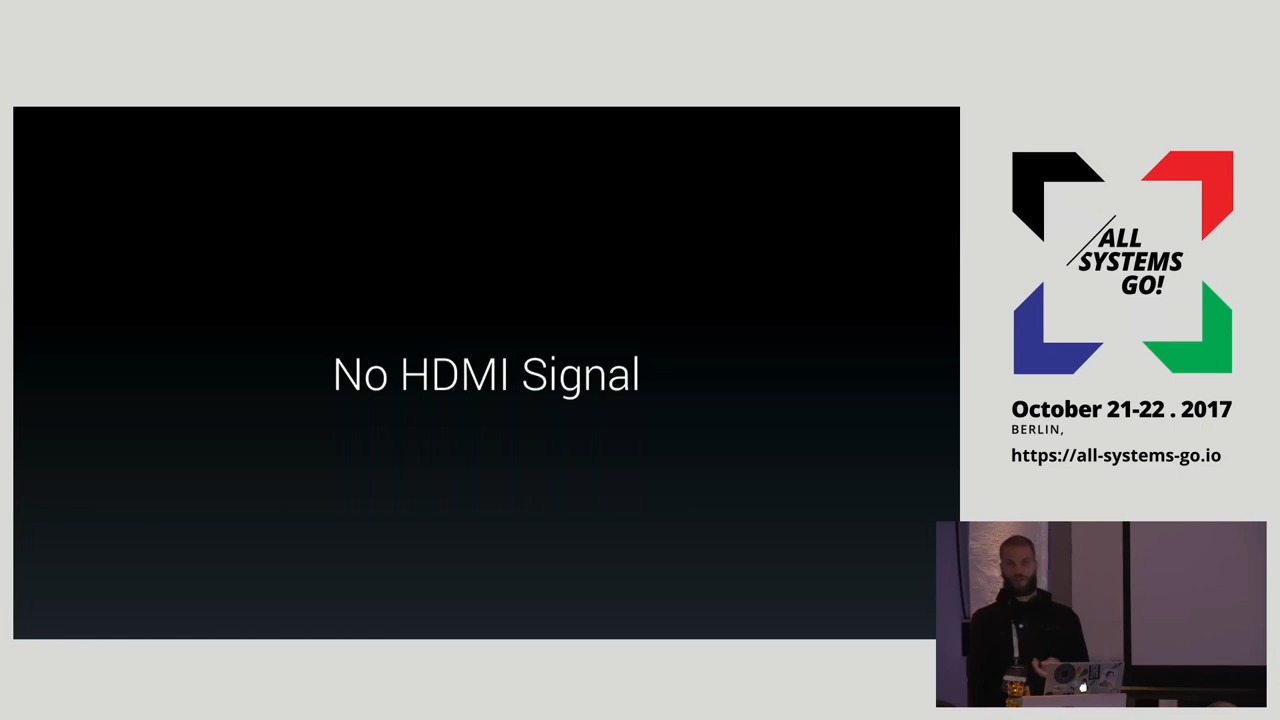 No HDMI Signal
ALL
SYSTEMS
GO!
October 21-22 . 2017
BERLIN,
https://all-systems-go.io